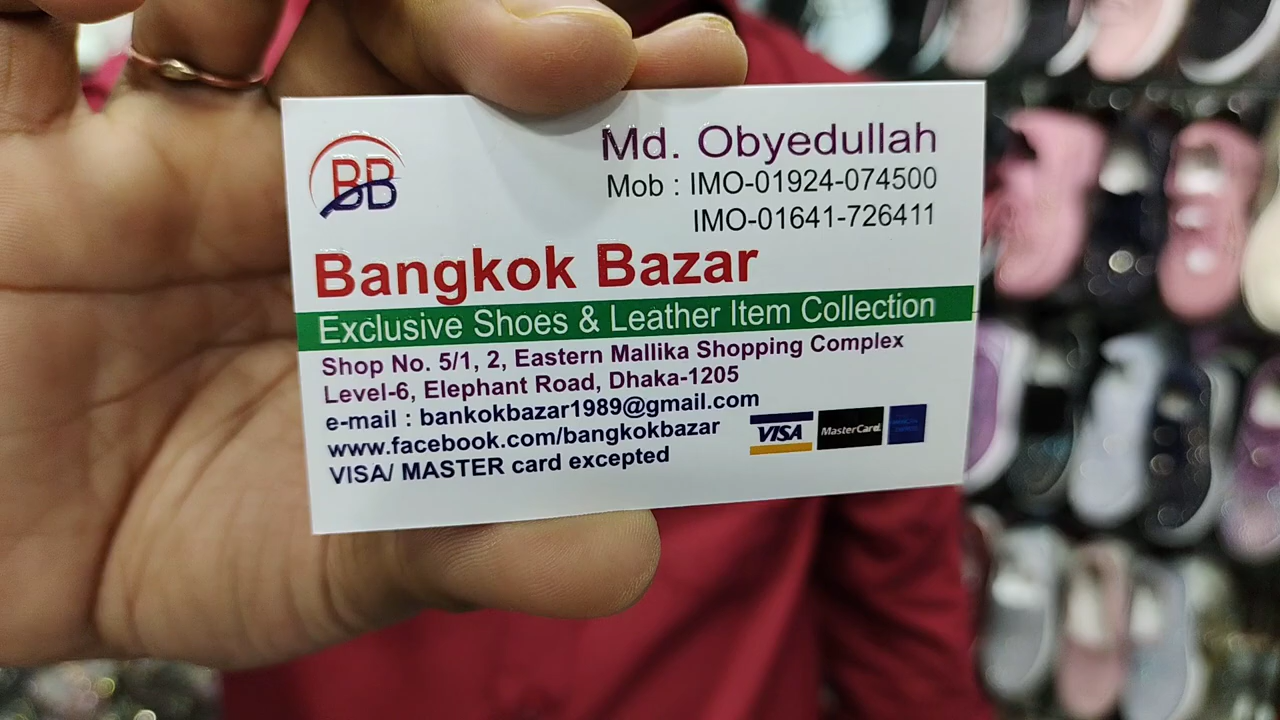 BB
Md. Obyedullah
Mob : IMO-01924-074500
IMO-01641-726411
Bangkok Bazar
Exclusive Shoes & Leather Item Collection
Shop No. 5/1, 2, Eastern Mallika Shopping Complex
Level-6, Elephant Road, Dhaka-1205
e-mail : bankokbazar1989@gmail.com
www.facebook.com/bangkokbazar
VISA/ MASTER card excepted
VISA MasterCard AMERICAN EXPRESS